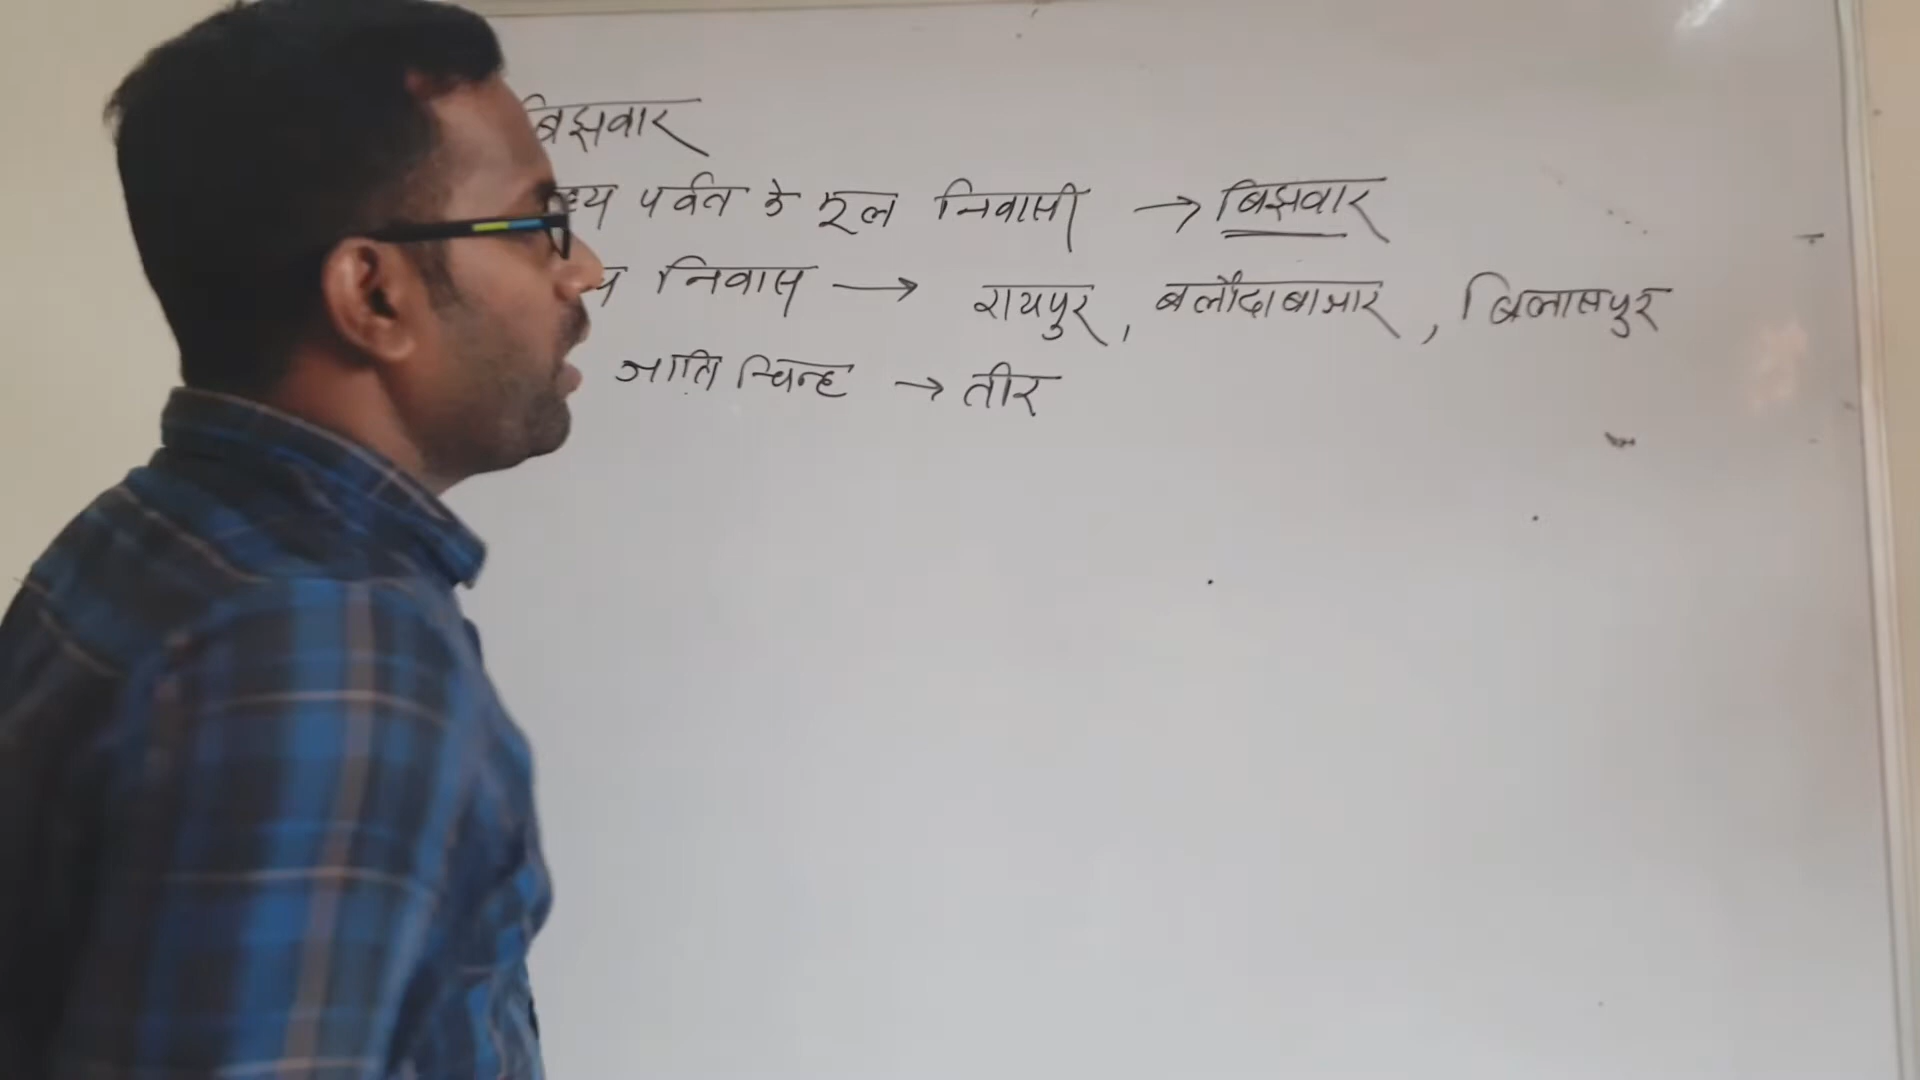 बिझवार
पर्वत के मूल निवासी → बिझवार
निवास → रायपुर, बलौदाबाजार, बिलासपुर
जाति चिन्ह → तीर